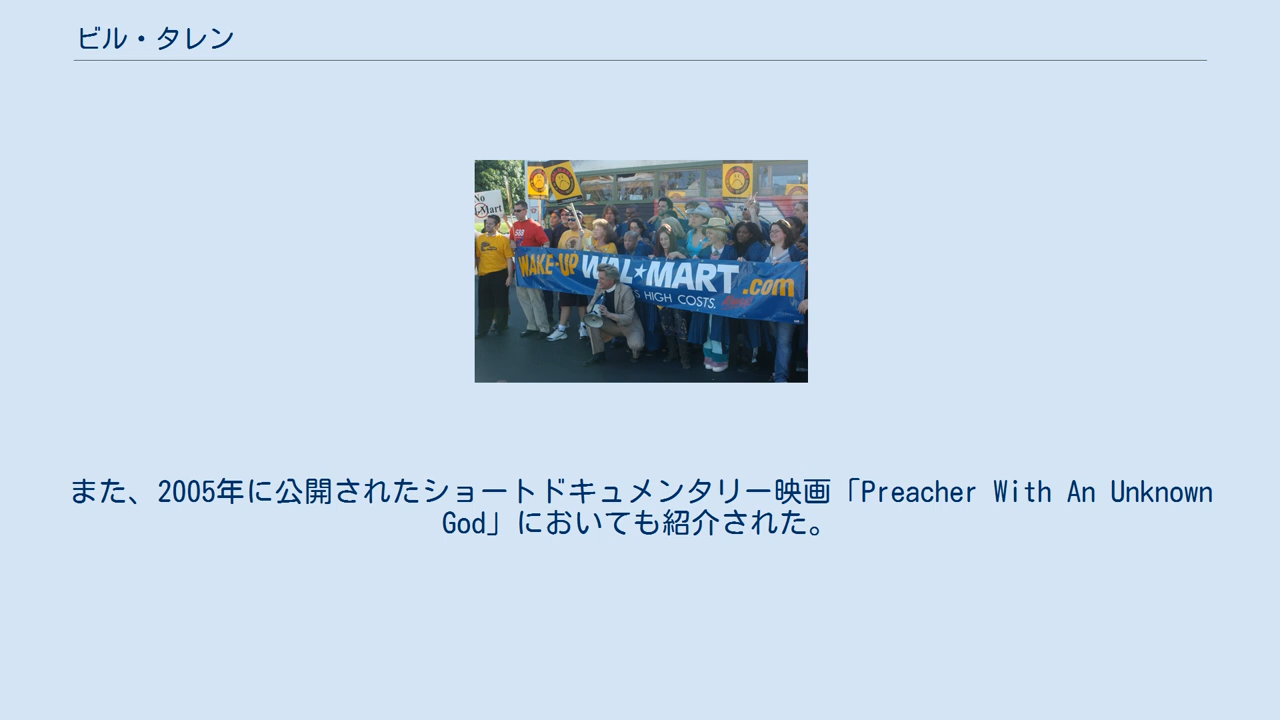 ビル・タレン
No
Mart
WAKE-UP WAL★MART.com
HIGH COSTS.
また、2005年に公開されたショートドキュメンタリー映画「Preacher With An Unknown
God」においても紹介された。